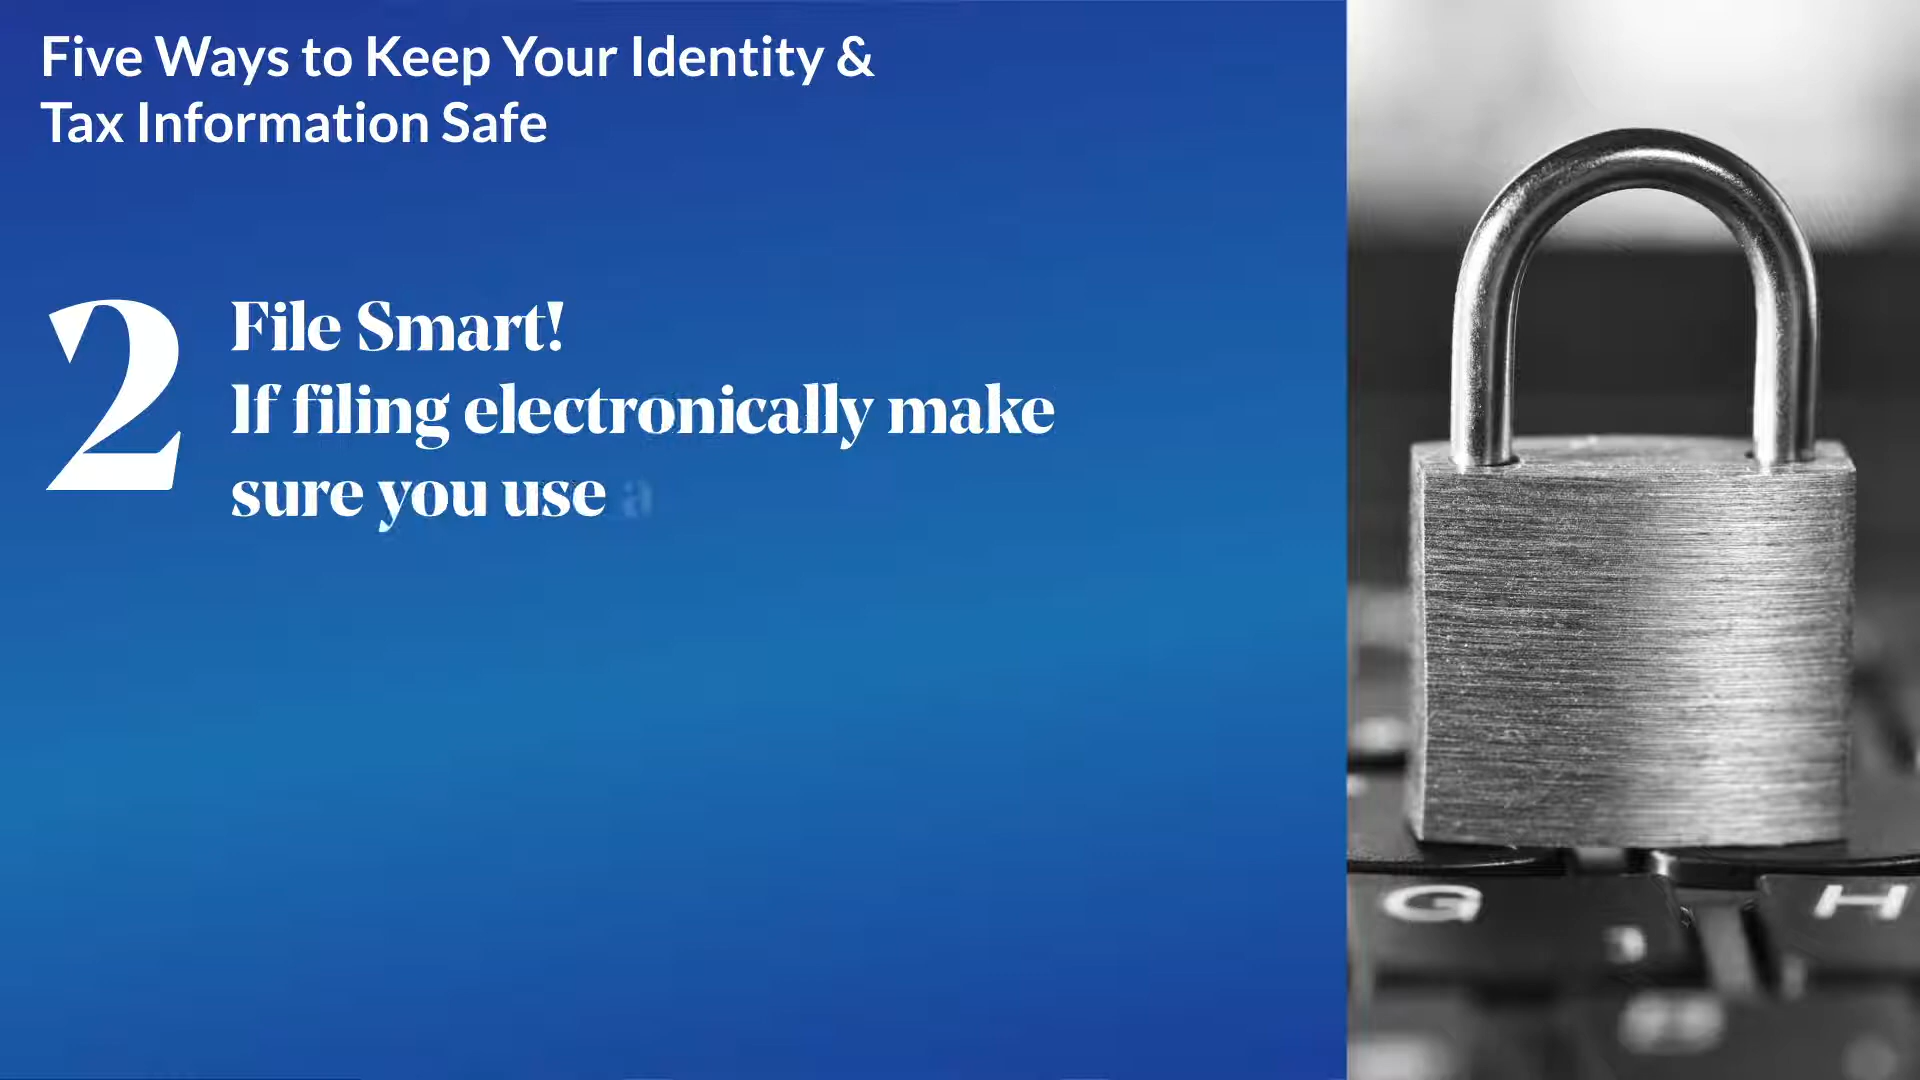 Five Ways to Keep Your Identity &
Tax Information Safe
2
File Smart!
If filing electronically make
sure you use a
G
H